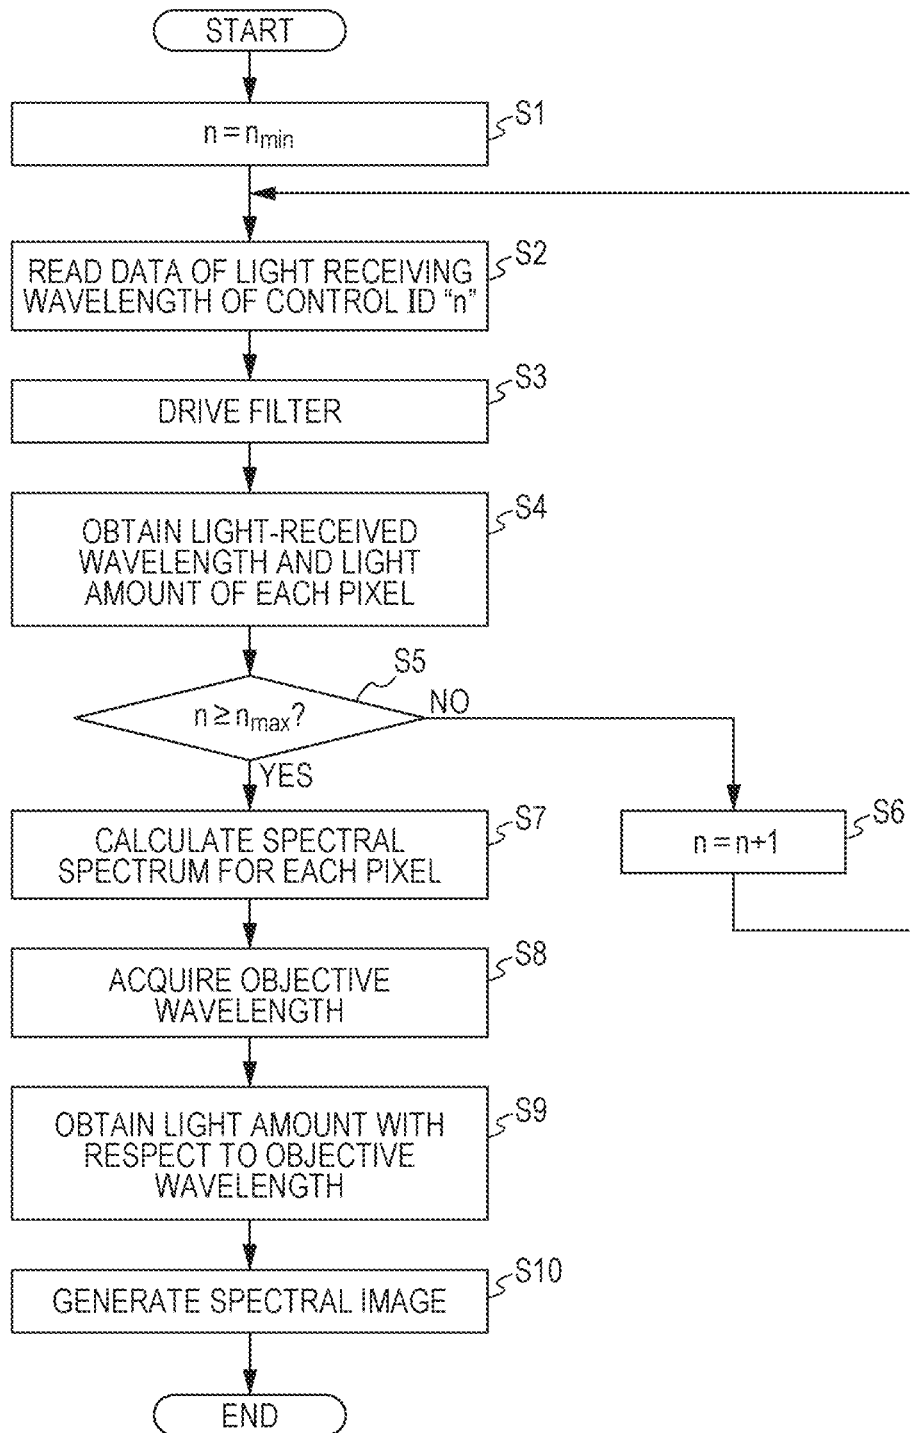 START
S1
n = nmin
S2
READ DATA OF LIGHT RECEIVING
WAVELENGTH OF CONTROL ID “n”
S3
DRIVE FILTER
S4
OBTAIN LIGHT-RECEIVED
WAVELENGTH AND LIGHT
AMOUNT OF EACH PIXEL
S5
n ≥ nmax?
NO
YES
S6
n = n+1
S7
CALCULATE SPECTRAL
SPECTRUM FOR EACH PIXEL
S8
ACQUIRE OBJECTIVE
WAVELENGTH
S9
OBTAIN LIGHT AMOUNT WITH
RESPECT TO OBJECTIVE
WAVELENGTH
S10
GENERATE SPECTRAL IMAGE
END